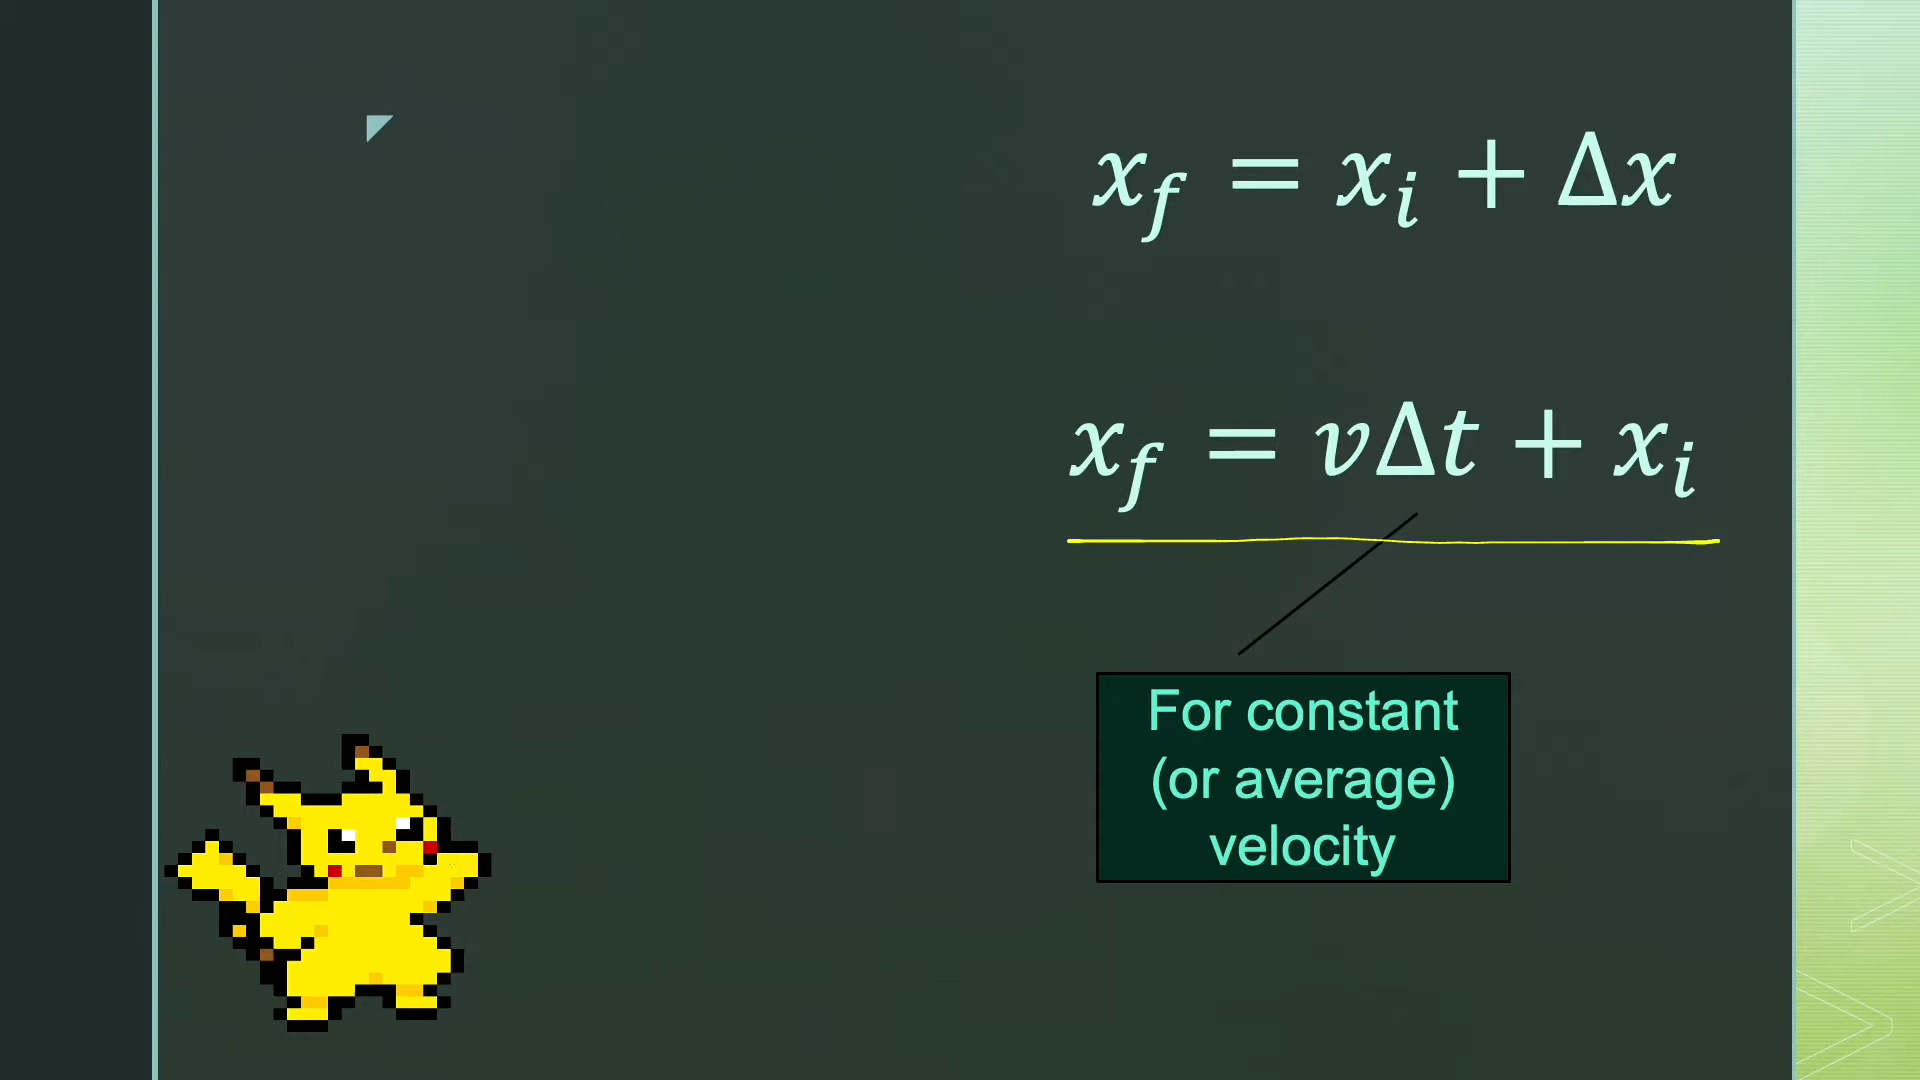 x_f = x_i + Δx
x_f = vΔt + x_i
For constant
(or average)
velocity